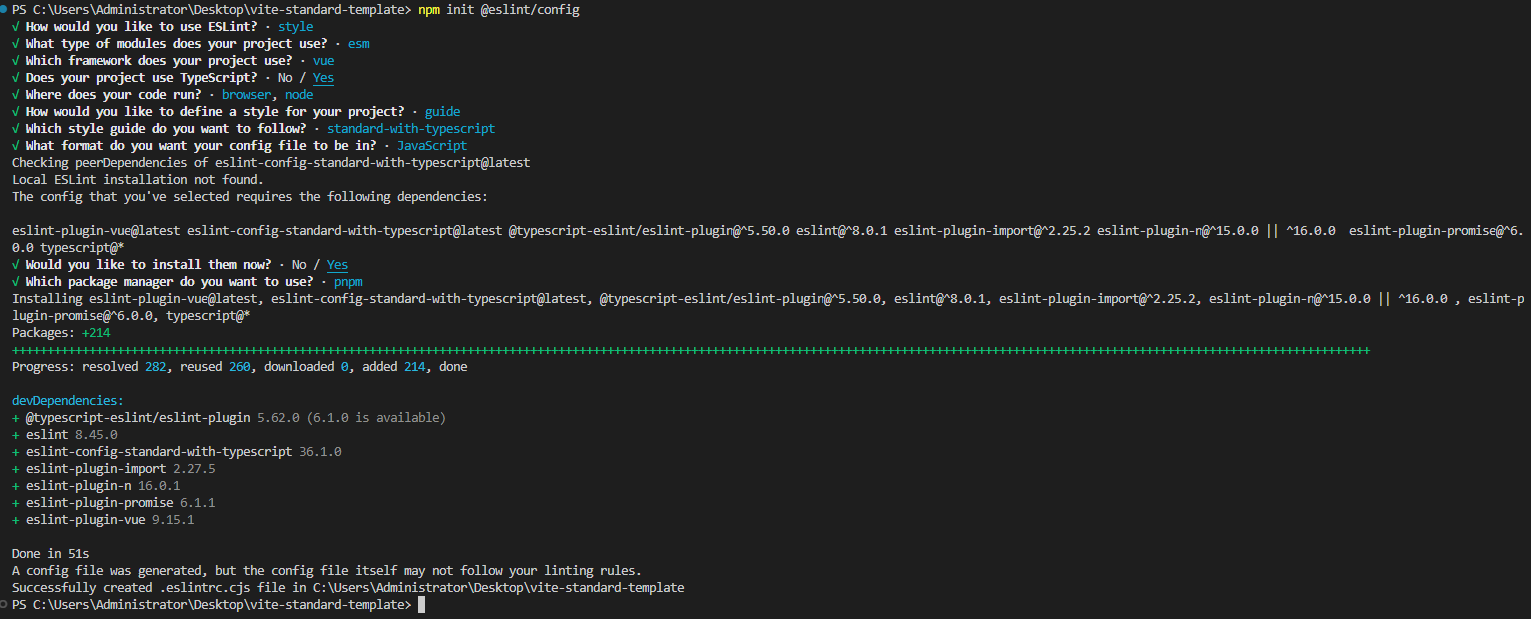 PS C:\Users\Administrator\Desktop\vite-standard-template> npm init @eslint/config
√ How would you like to use ESLint? · style
√ What type of modules does your project use? · esm
√ Which framework does your project use? · vue
√ Does your project use TypeScript? · No / Yes
√ Where does your code run? · browser, node
√ How would you like to define a style for your project? · guide
√ Which style guide do you want to follow? · standard-with-typescript
√ What format do you want your config file to be in? · JavaScript
Checking peerDependencies of eslint-config-standard-with-typescript@latest
Local ESLint installation not found.
The config that you've selected requires the following dependencies:

eslint-plugin-vue@latest eslint-config-standard-with-typescript@latest @typescript-eslint/eslint-plugin@^5.50.0 eslint@^8.0.1 eslint-plugin-import@^2.25.2 eslint-plugin-n@^15.0.0 || ^16.0.0  eslint-plugin-promise@^6.
0.0 typescript@*
√ Would you like to install them now? · No / Yes
√ Which package manager do you want to use? · pnpm
Installing eslint-plugin-vue@latest, eslint-config-standard-with-typescript@latest, @typescript-eslint/eslint-plugin@^5.50.0, eslint@^8.0.1, eslint-plugin-import@^2.25.2, eslint-plugin-n@^15.0.0 || ^16.0.0 , eslint-p
lugin-promise@^6.0.0, typescript@*
Packages: +214
++++++++++++++++++++++++++++++++++++++++++++++++++++++++++++++++++++++++++++++++++++++++++++++++++++++++++++++++++++++++++++++++++++++++++++++++++++++++++++++++++++++++++++++++++++++++++++++++++
Progress: resolved 282, reused 260, downloaded 0, added 214, done

devDependencies:
+ @typescript-eslint/eslint-plugin 5.62.0 (6.1.0 is available)
+ eslint 8.45.0
+ eslint-config-standard-with-typescript 36.1.0
+ eslint-plugin-import 2.27.5
+ eslint-plugin-n 16.0.1
+ eslint-plugin-promise 6.1.1
+ eslint-plugin-vue 9.15.1

Done in 51s
A config file was generated, but the config file itself may not follow your linting rules.
Successfully created .eslintrc.cjs file in C:\Users\Administrator\Desktop\vite-standard-template
PS C:\Users\Administrator\Desktop\vite-standard-template>